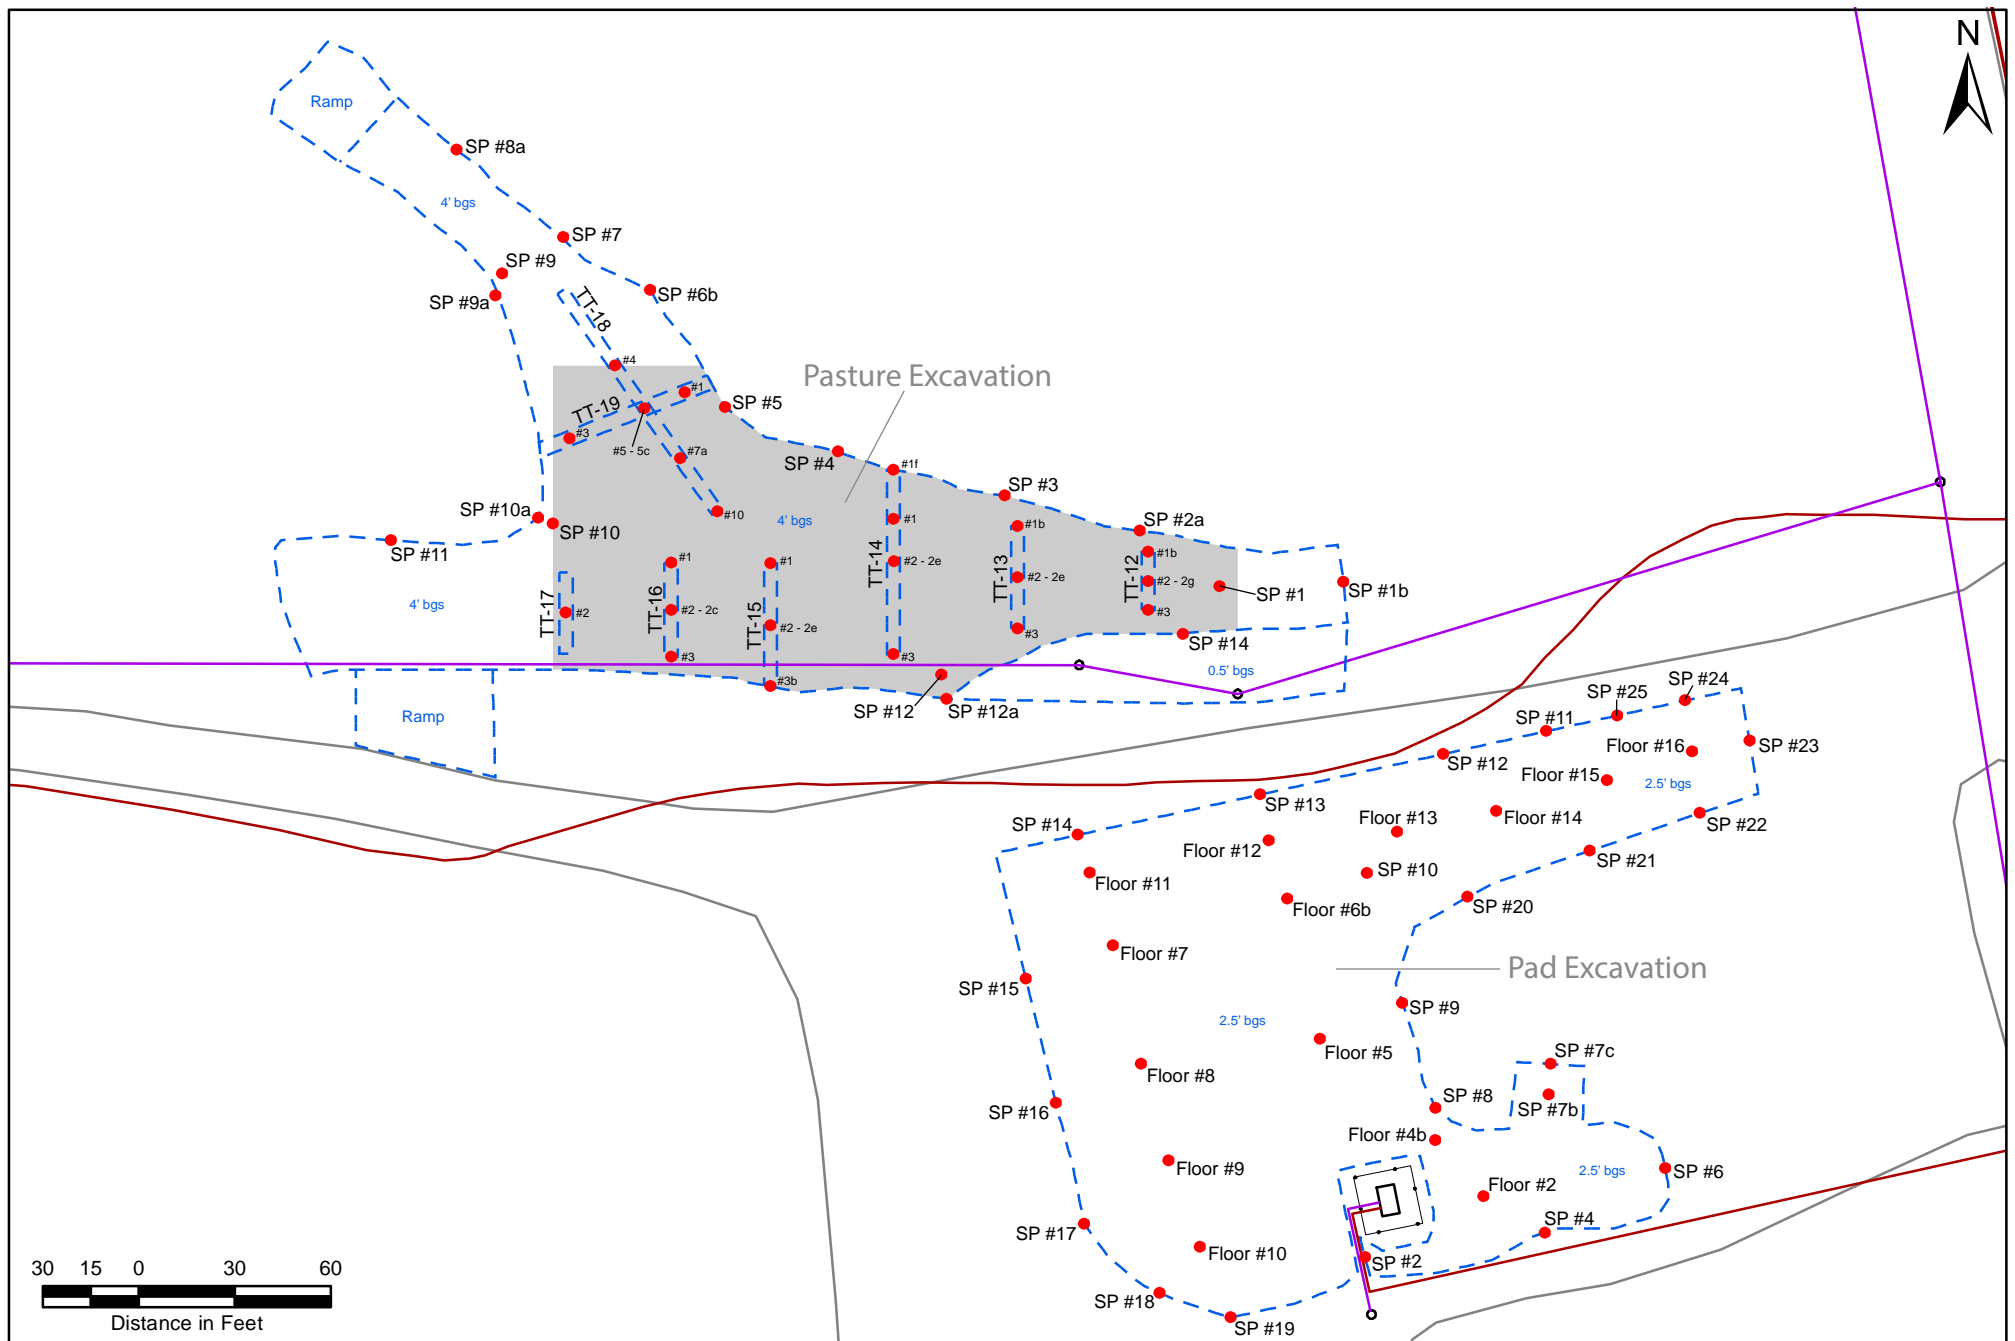 N
Ramp
SP #8a
4' bgs
SP #7
SP #9
SP #9a
SP #6b
TT-18
#4
Pasture Excavation
#1
TT-19
SP #5
#3
#5 - 5c
#7a
SP #4
#1f
SP #3
SP #10a
SP #10
#10
4' bgs
#1
#1b
SP #2a
SP #11
TT-14
#2 - 2e
TT-13
#2 - 2e
TT-12
#1b
#2 - 2g
#3
SP #1
SP #1b
4' bgs
TT-17
#2
TT-16
#1
#2 - 2c
#3
TT-15
#1
#2 - 2e
#3b
#3
#3
SP #14
0.5' bgs
SP #12
SP #12a
Ramp
SP #24
SP #25
SP #11
SP #23
Floor #16
SP #12
Floor #15
2.5' bgs
SP #13
SP #14
Floor #13
Floor #14
SP #22
Floor #12
SP #21
SP #10
Floor #11
Floor #6b
SP #20
Floor #7
Pad Excavation
SP #15
SP #9
2.5' bgs
Floor #5
SP #7c
Floor #8
SP #7b
SP #16
SP #8
Floor #4b
Floor #9
2.5' bgs
SP #6
Floor #2
SP #17
SP #4
Floor #10
SP #2
SP #18
SP #19
30 15 0 30 60
Distance in Feet